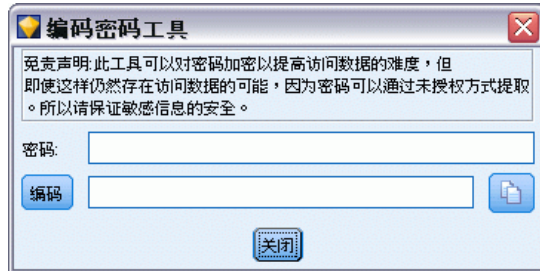 编码密码工具
免责声明:此工具可以对密码加密以提高访问数据的难度，但
即使这样仍然存在访问数据的可能，因为密码可以通过未授权方式提取
。所以请保证敏感信息的安全。
密码:
编码
关闭